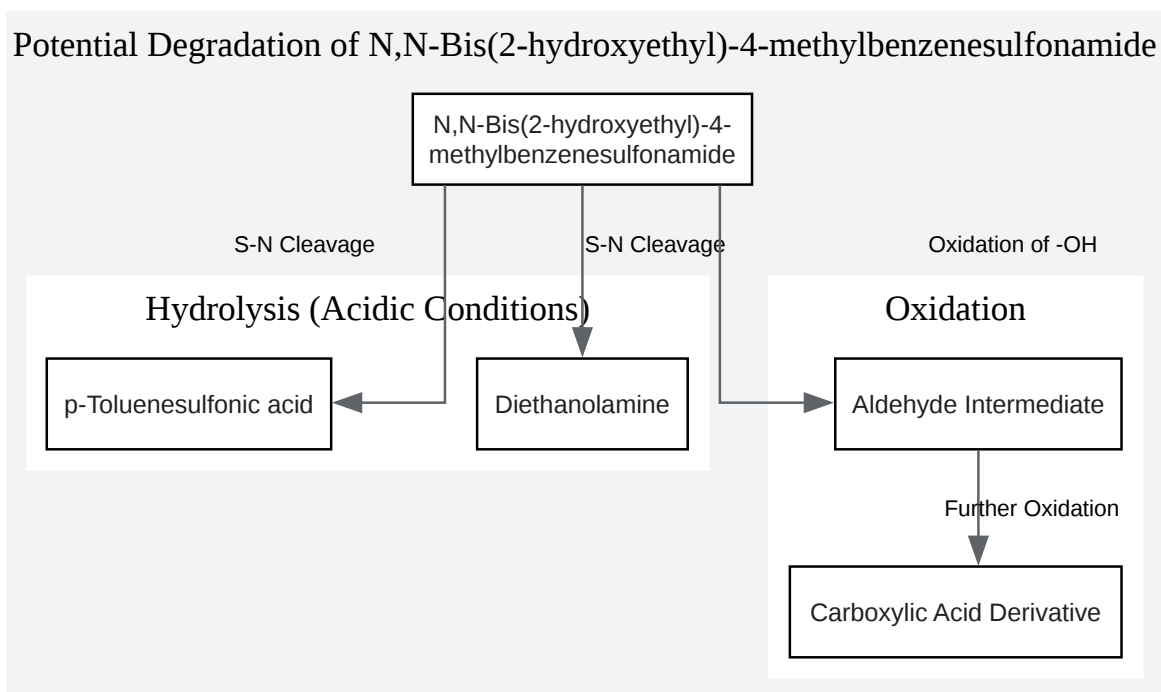 Potential Degradation of N,N-Bis(2-hydroxyethyl)-4-methylbenzenesulfonamide
N,N-Bis(2-hydroxyethyl)-4-
methylbenzenesulfonamide
S-N Cleavage
S-N Cleavage
Oxidation of -OH
Hydrolysis (Acidic Conditions)
Oxidation
p-Toluenesulfonic acid
Diethanolamine
Aldehyde Intermediate
Further Oxidation
Carboxylic Acid Derivative